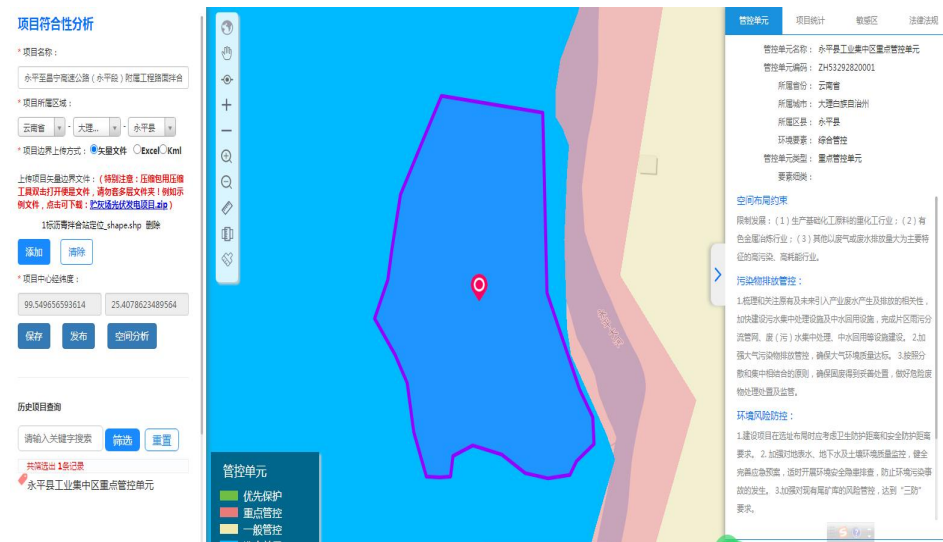 项目符合性分析
* 项目名称：
永平至昌宁高速公路（永平段）附属工程路面拌合
* 项目所属区域：
云南省 - 大理... - 永平县
* 项目边界上传方式： 矢量文件 Excel Kml
上传项目矢量边界文件：（特别注意：压缩包用压缩
工具双击打开便是文件，请勿套多层文件夹！例如示
例文件，点击可下载：贮灰场光伏发电项目.zip）
1标沥青拌合站定位_shape.shp 删除
添加 清除
* 项目中心经纬度：
99.549656593614 25.4078623489564
保存 发布 空间分析
历史项目查询
请输入关键字搜索 筛选 重置
共筛选出 1条记录
永平县工业集中区重点管控单元
管控单元
优先保护
重点管控
一般管控
管控单元 项目统计 敏感区 法律法规
管控单元名称： 永平县工业集中区重点管控单元
管控单元编码： ZH53292820001
所属省份： 云南省
所属城市： 大理白族自治州
所属区县： 永平县
环境要素： 综合管控
管控单元类型： 重点管控单元
要素细类：
空间布局约束
限制发展：（1）生产基础化工原料的重化工行业；（2）有
色金属冶炼行业；（3）其他以废气或废水排放量大为主要特
征的高污染、高耗能行业。
污染物排放管控：
1.梳理和关注原有及未来引入产业废水产生及排放的相关性，
加快建设污水集中处理设施及中水回用设施，完成片区雨污分
流管网、废（污）水集中处理、中水回用等设施建设。 2.加
强大气污染物排放管控，确保大气环境质量达标。 3.按照分
散和集中相结合的原则，确保固废得到妥善处置，做好危险废
物处理处置及监管。
环境风险防控：
1.建设项目在选址布局时应考虑卫生防护距离和安全防护距离
要求。 2.加强对地表水、地下水及土壤环境质量监控，健全
完善应急预案，适时开展环境安全隐患排查，防止环境污染事
故的发生。 3.加强对现有尾矿库的风险管控，达到“三防”
要求。